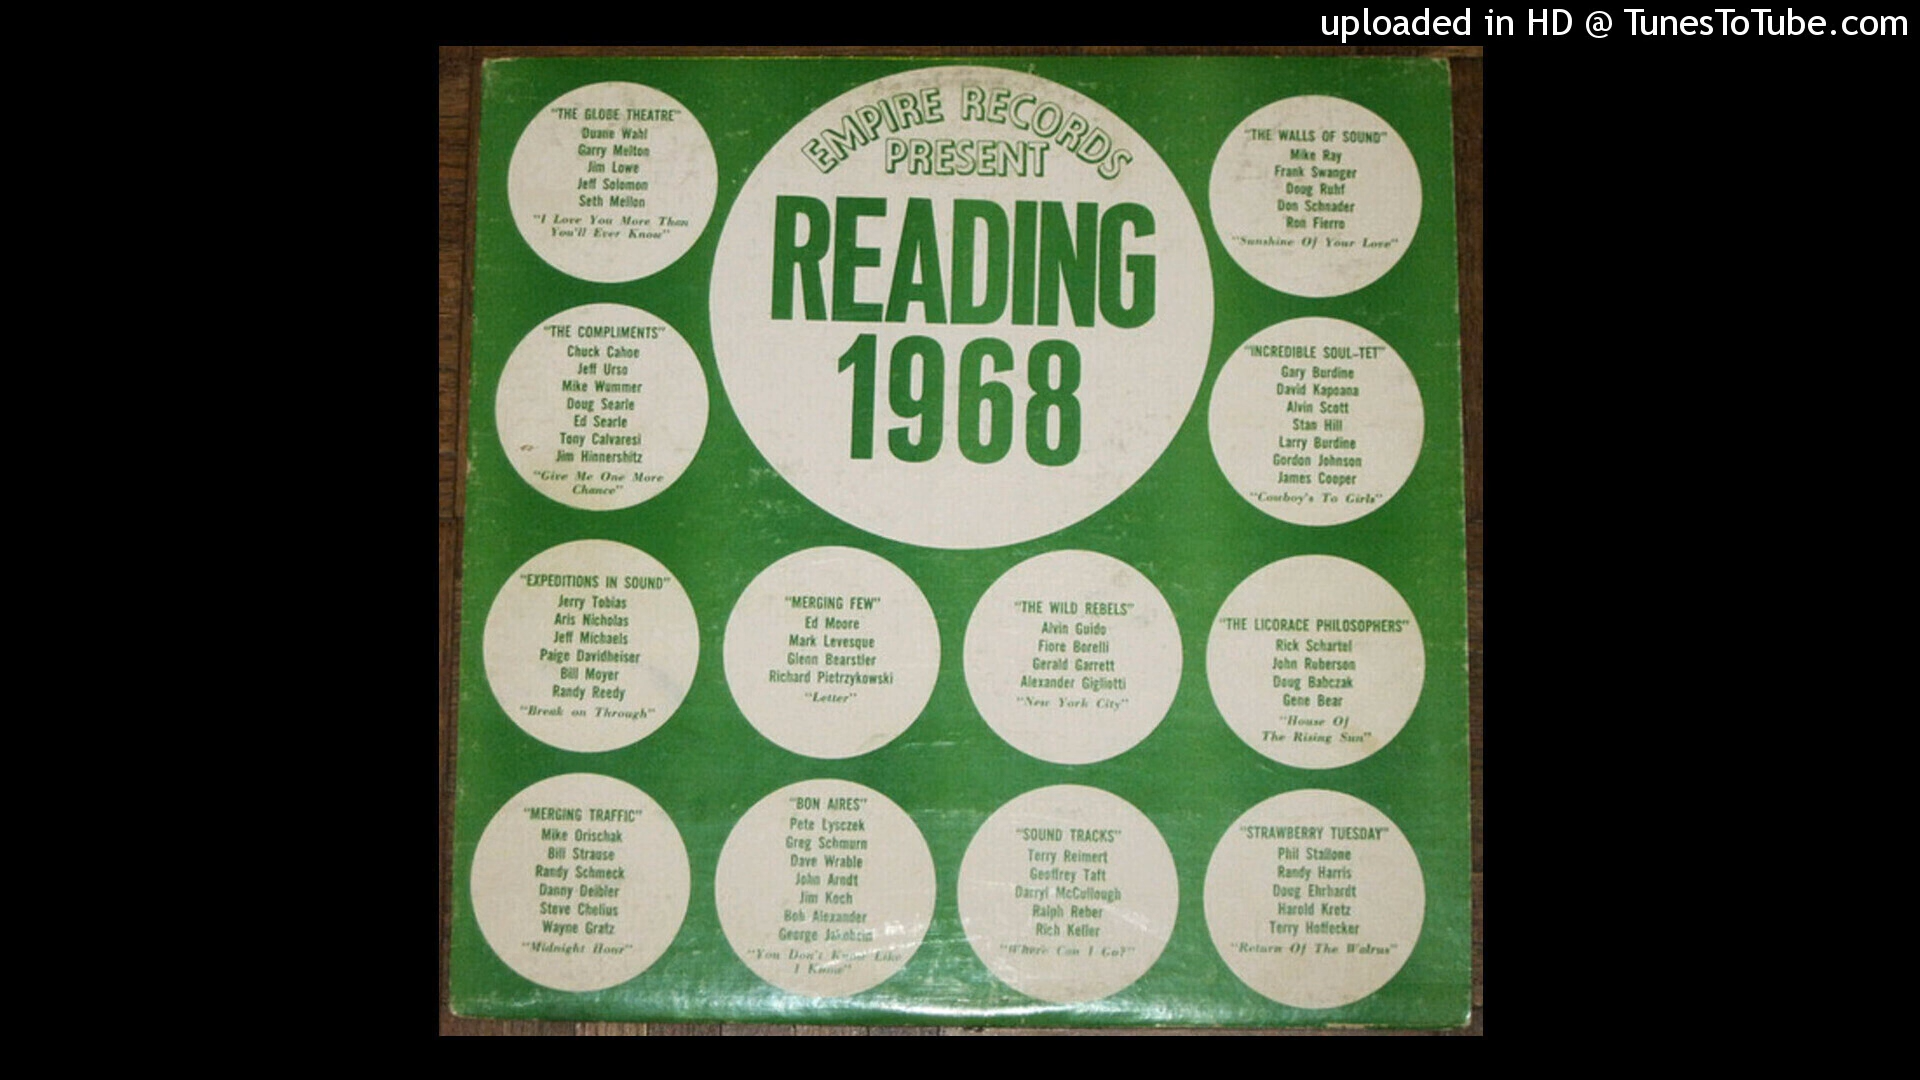 uploaded in HD @ TunesToTube.com
EMPIRE RECORDS
PRESENT
READING
1968
"THE GLOBE THEATRE"
Duane Wahl
Garry Melton
Jim Lowe
Jeff Solomon
Seth Mellon
"I Love You More Than
You'll Ever Know"
"THE WALLS OF SOUND"
Mike Ray
Frank Swanger
Doug Ruhf
Don Schnader
Ron Fierro
"Sunshine Of Your Love"
"THE COMPLIMENTS"
Chuck Cahoe
Jeff Urso
Mike Wummer
Doug Searle
Ed Searle
Tony Calvaresi
Jim Hinnershitz
"Give Me One More
Chance"
"INCREDIBLE SOUL-TET"
Gary Burdine
David Kapoana
Alvin Scott
Stan Hill
Larry Burdine
Gordon Johnson
James Cooper
"Cowboy's To Girls"
"EXPEDITIONS IN SOUND"
Jerry Tobias
Aris Nicholas
Jeff Michaels
Paige Davidheiser
Bill Moyer
Randy Reedy
"Break on Through"
"MERGING FEW"
Ed Moore
Mark Levesque
Glenn Bearstler
Richard Pietrzykowski
"Letter"
"THE WILD REBELS"
Alvin Guido
Fiore Borelli
Gerald Garrett
Alexander Gigliotti
"New York City"
"THE LICORACE PHILOSOPHERS"
Rick Schartel
John Ruberson
Doug Babczak
Gene Bear
"House Of
The Rising Sun"
"MERGING TRAFFIC"
Mike Orischak
Bill Strause
Randy Schmeck
Danny Deibler
Steve Chelius
Wayne Gratz
"Midnight Hour"
"BON AIRES"
Pete Lysczek
Greg Schmurn
Dave Wrable
John Arndt
Jim Koch
Bob Alexander
George
"You Don't Know Like
I Know"
"SOUND TRACKS"
Terry Reimert
Geoffrey Taft
Darryl McCullough
Ralph Reber
Rich Keller
"Where Can I Go?"
"STRAWBERRY TUESDAY"
Phil Stallone
Randy Harris
Doug Ehrhardt
Harold Kretz
Terry Hoffecker
"Return Of The Walrus"